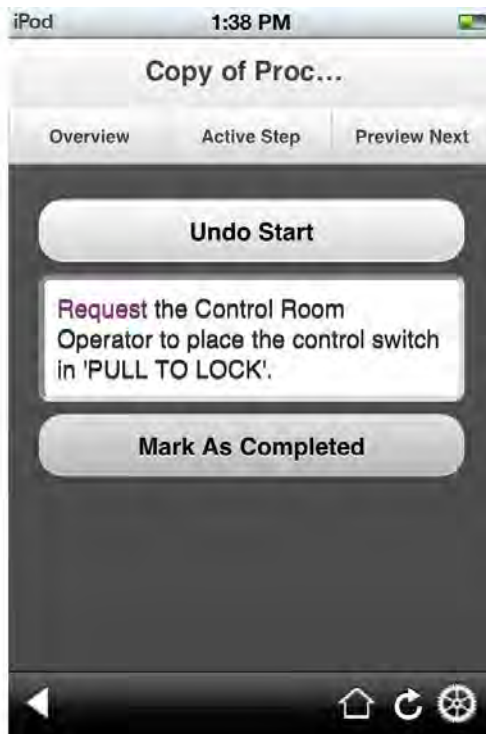 iPod 1:38 PM
Copy of Proc...
Overview Active Step Preview Next
Undo Start
Request the Control Room
Operator to place the control switch
in 'PULL TO LOCK'.
Mark As Completed